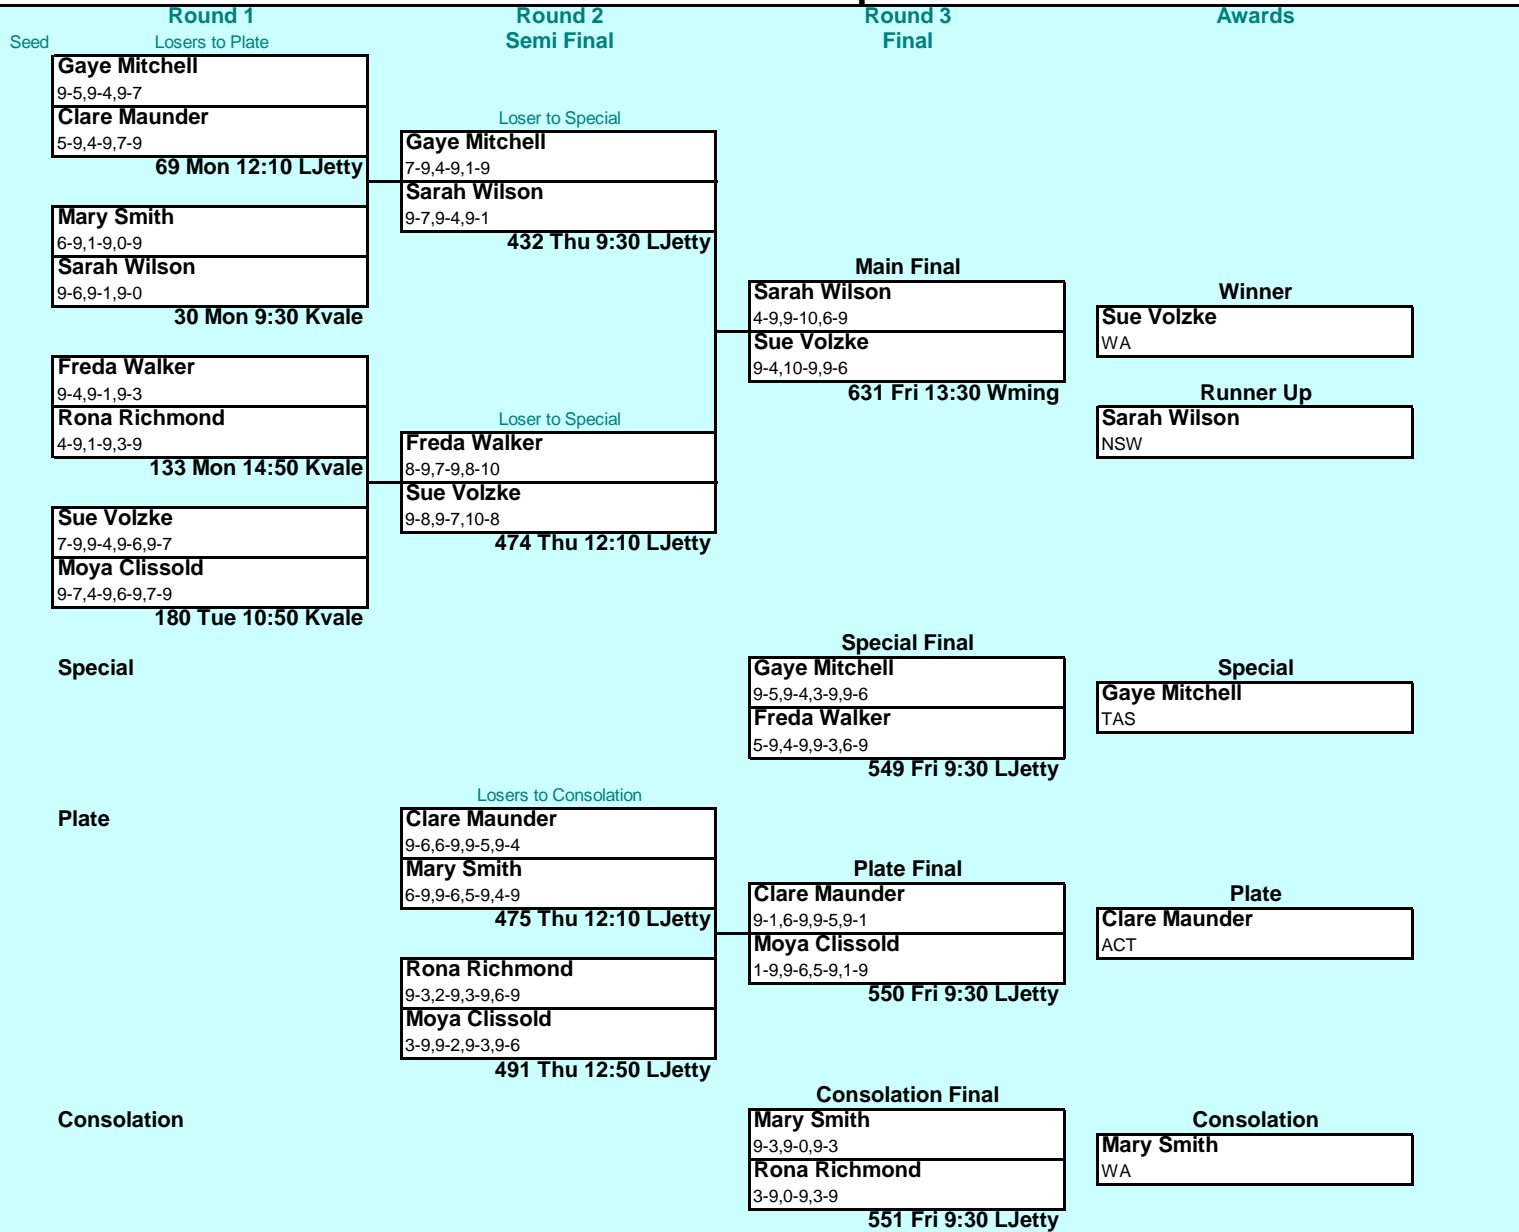 Round 1
Round 2
Round 3
Awards
Seed
Losers to Plate
Semi Final
Final
Gaye Mitchell
9-5,9-4,9-7
Clare Maunder
5-9,4-9,7-9
69 Mon 12:10 LJetty
Mary Smith
6-9,1-9,0-9
Sarah Wilson
9-6,9-1,9-0
30 Mon 9:30 Kvale
Freda Walker
9-4,9-1,9-3
Rona Richmond
4-9,1-9,3-9
133 Mon 14:50 Kvale
Sue Volzke
7-9,9-4,9-6,9-7
Moya Clissold
9-7,4-9,6-9,7-9
180 Tue 10:50 Kvale
Loser to Special
Gaye Mitchell
7-9,4-9,1-9
Sarah Wilson
9-7,9-4,9-1
432 Thu 9:30 LJetty
Loser to Special
Freda Walker
8-9,7-9,8-10
Sue Volzke
9-8,9-7,10-8
474 Thu 12:10 LJetty
Main Final
Sarah Wilson
4-9,9-10,6-9
Sue Volzke
9-4,10-9,9-6
631 Fri 13:30 Wming
Winner
Sue Volzke
WA
Runner Up
Sarah Wilson
NSW
Special
Special Final
Gaye Mitchell
9-5,9-4,3-9,9-6
Freda Walker
5-9,4-9,9-3,6-9
549 Fri 9:30 LJetty
Special
Gaye Mitchell
TAS
Plate
Losers to Consolation
Clare Maunder
9-6,6-9,9-5,9-4
Mary Smith
6-9,9-6,5-9,4-9
475 Thu 12:10 LJetty
Rona Richmond
9-3,2-9,3-9,6-9
Moya Clissold
3-9,9-2,9-3,9-6
491 Thu 12:50 LJetty
Plate Final
Clare Maunder
9-1,6-9,9-5,9-1
Moya Clissold
1-9,9-6,5-9,1-9
550 Fri 9:30 LJetty
Plate
Clare Maunder
ACT
Consolation
Consolation Final
Mary Smith
9-3,9-0,9-3
Rona Richmond
3-9,0-9,3-9
551 Fri 9:30 LJetty
Consolation
Mary Smith
WA